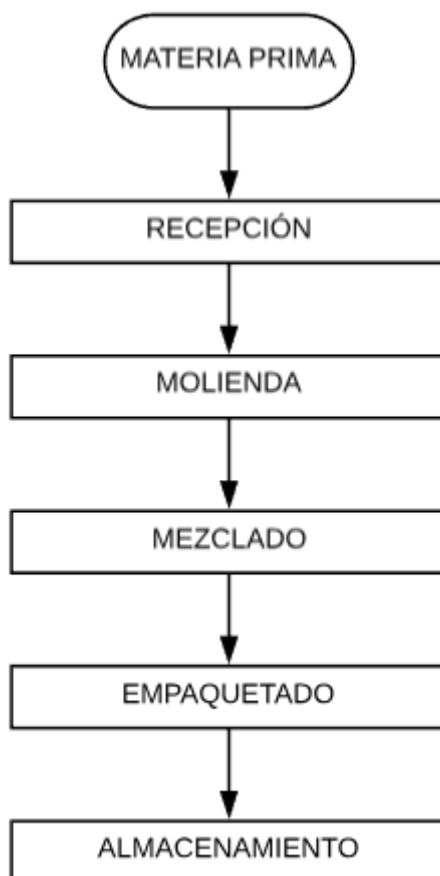 MATERIA PRIMA
RECEPCIÓN
MOLIENDA
MEZCLADO
EMPAQUETADO
ALMACENAMIENTO